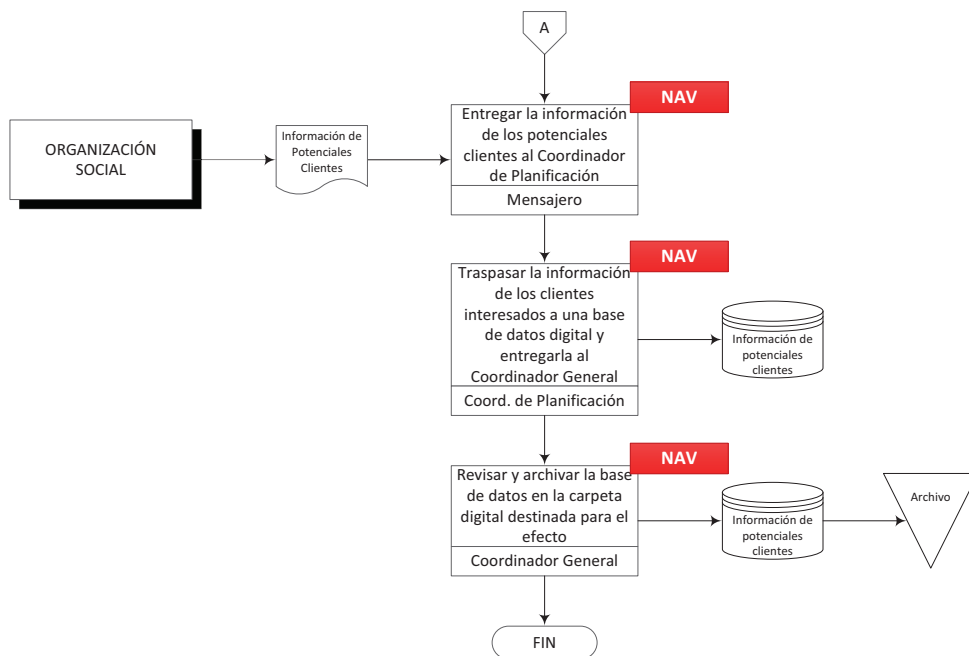 A
NAV
Entregar la información
de los potenciales
clientes al Coordinador
de Planificación
Mensajero
ORGANIZACIÓN
SOCIAL
Información de
Potenciales
Clientes
NAV
Traspasar la información
de los clientes
interesados a una base
de datos digital y
entregarla al
Coordinador General
Coord. de Planificación
Información de
potenciales
clientes
NAV
Revisar y archivar la base
de datos en la carpeta
digital destinada para el
efecto
Coordinador General
Información de
potenciales
clientes
Archivo
FIN